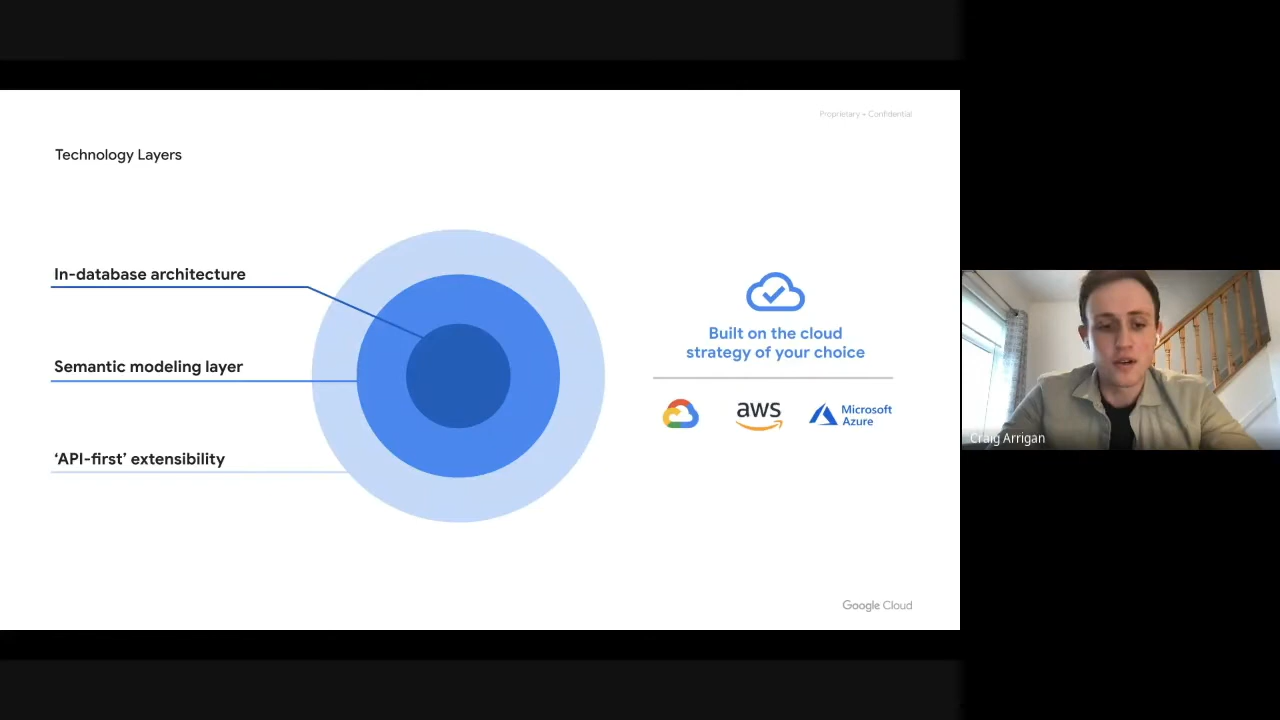 Proprietary + Confidential
Technology Layers
In-database architecture
Semantic modeling layer
‘API-first’ extensibility
Built on the cloud
strategy of your choice
aws
Microsoft
Azure
Google Cloud
Craig Arrigan